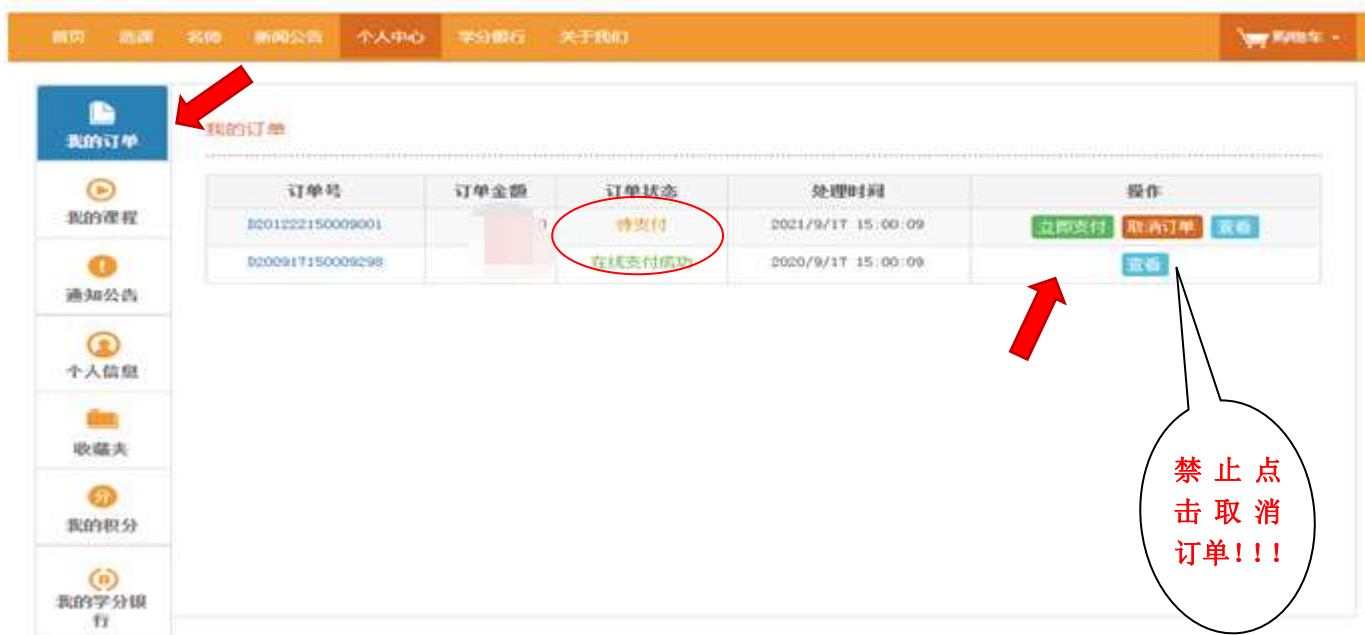 首页 选课 名师 新闻公告 个人中心 学分银行 关于我们 购物车
我的订单
我的订单
订单号 订单金额 订单状态 处理时间 操作
D201222150009001 待支付 2021/9/17 15:00:09 立即支付 取消订单 查看
D200917150009298 在线支付成功 2020/9/17 15:00:09 查看
我的课程
通知公告
个人信息
收藏夹
分
我的积分
我的学分银
行
禁止点
击取消
订单!!!